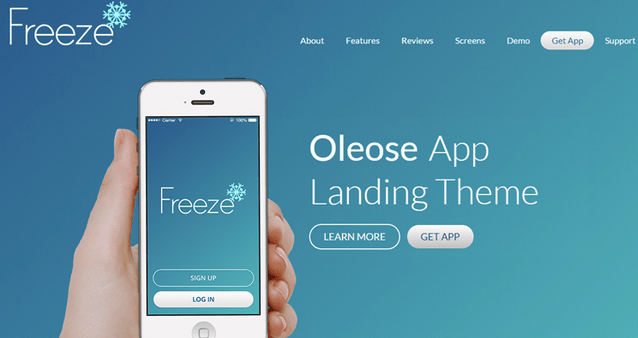 Freeze
About Features Reviews Screens Demo Get App Support
Carrier 100%
Freeze
SIGN UP
LOG IN
Oleose App
Landing Theme
LEARN MORE GET APP